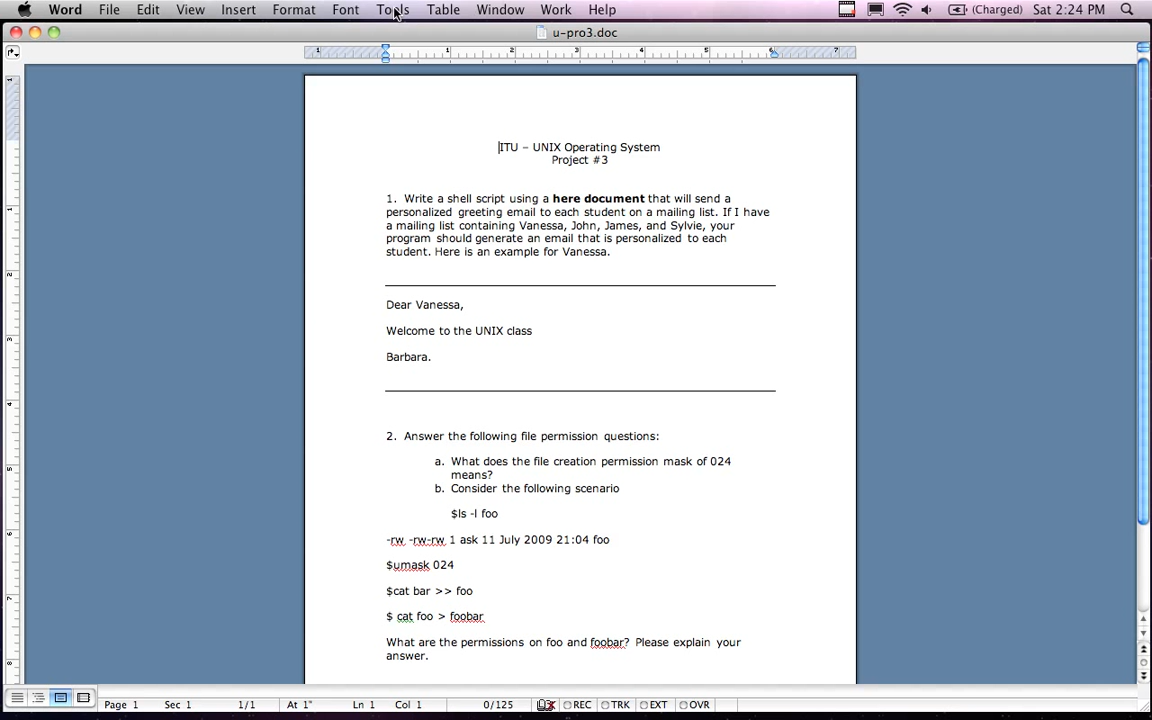 Word File Edit View Insert Format Font Tools Table Window Work Help (Charged) Sat 2:24 PM
u-pro3.doc
1 1 2 3 4 5 6 7
ITU – UNIX Operating System
Project #3
1. Write a shell script using a here document that will send a
personalized greeting email to each student on a mailing list. If I have
a mailing list containing Vanessa, John, James, and Sylvie, your
program should generate an email that is personalized to each
student. Here is an example for Vanessa.
Dear Vanessa,
Welcome to the UNIX class
Barbara.
2. Answer the following file permission questions:
a. What does the file creation permission mask of 024
means?
b. Consider the following scenario
$ls -l foo
-rw -rw-rw 1 ask 11 July 2009 21:04 foo
$umask 024
$cat bar >> foo
$ cat foo > foobar
What are the permissions on foo and foobar? Please explain your
answer.
Page 1 Sec 1 1/1 At 1" Ln 1 Col 1 0/125 REC TRK EXT OVR